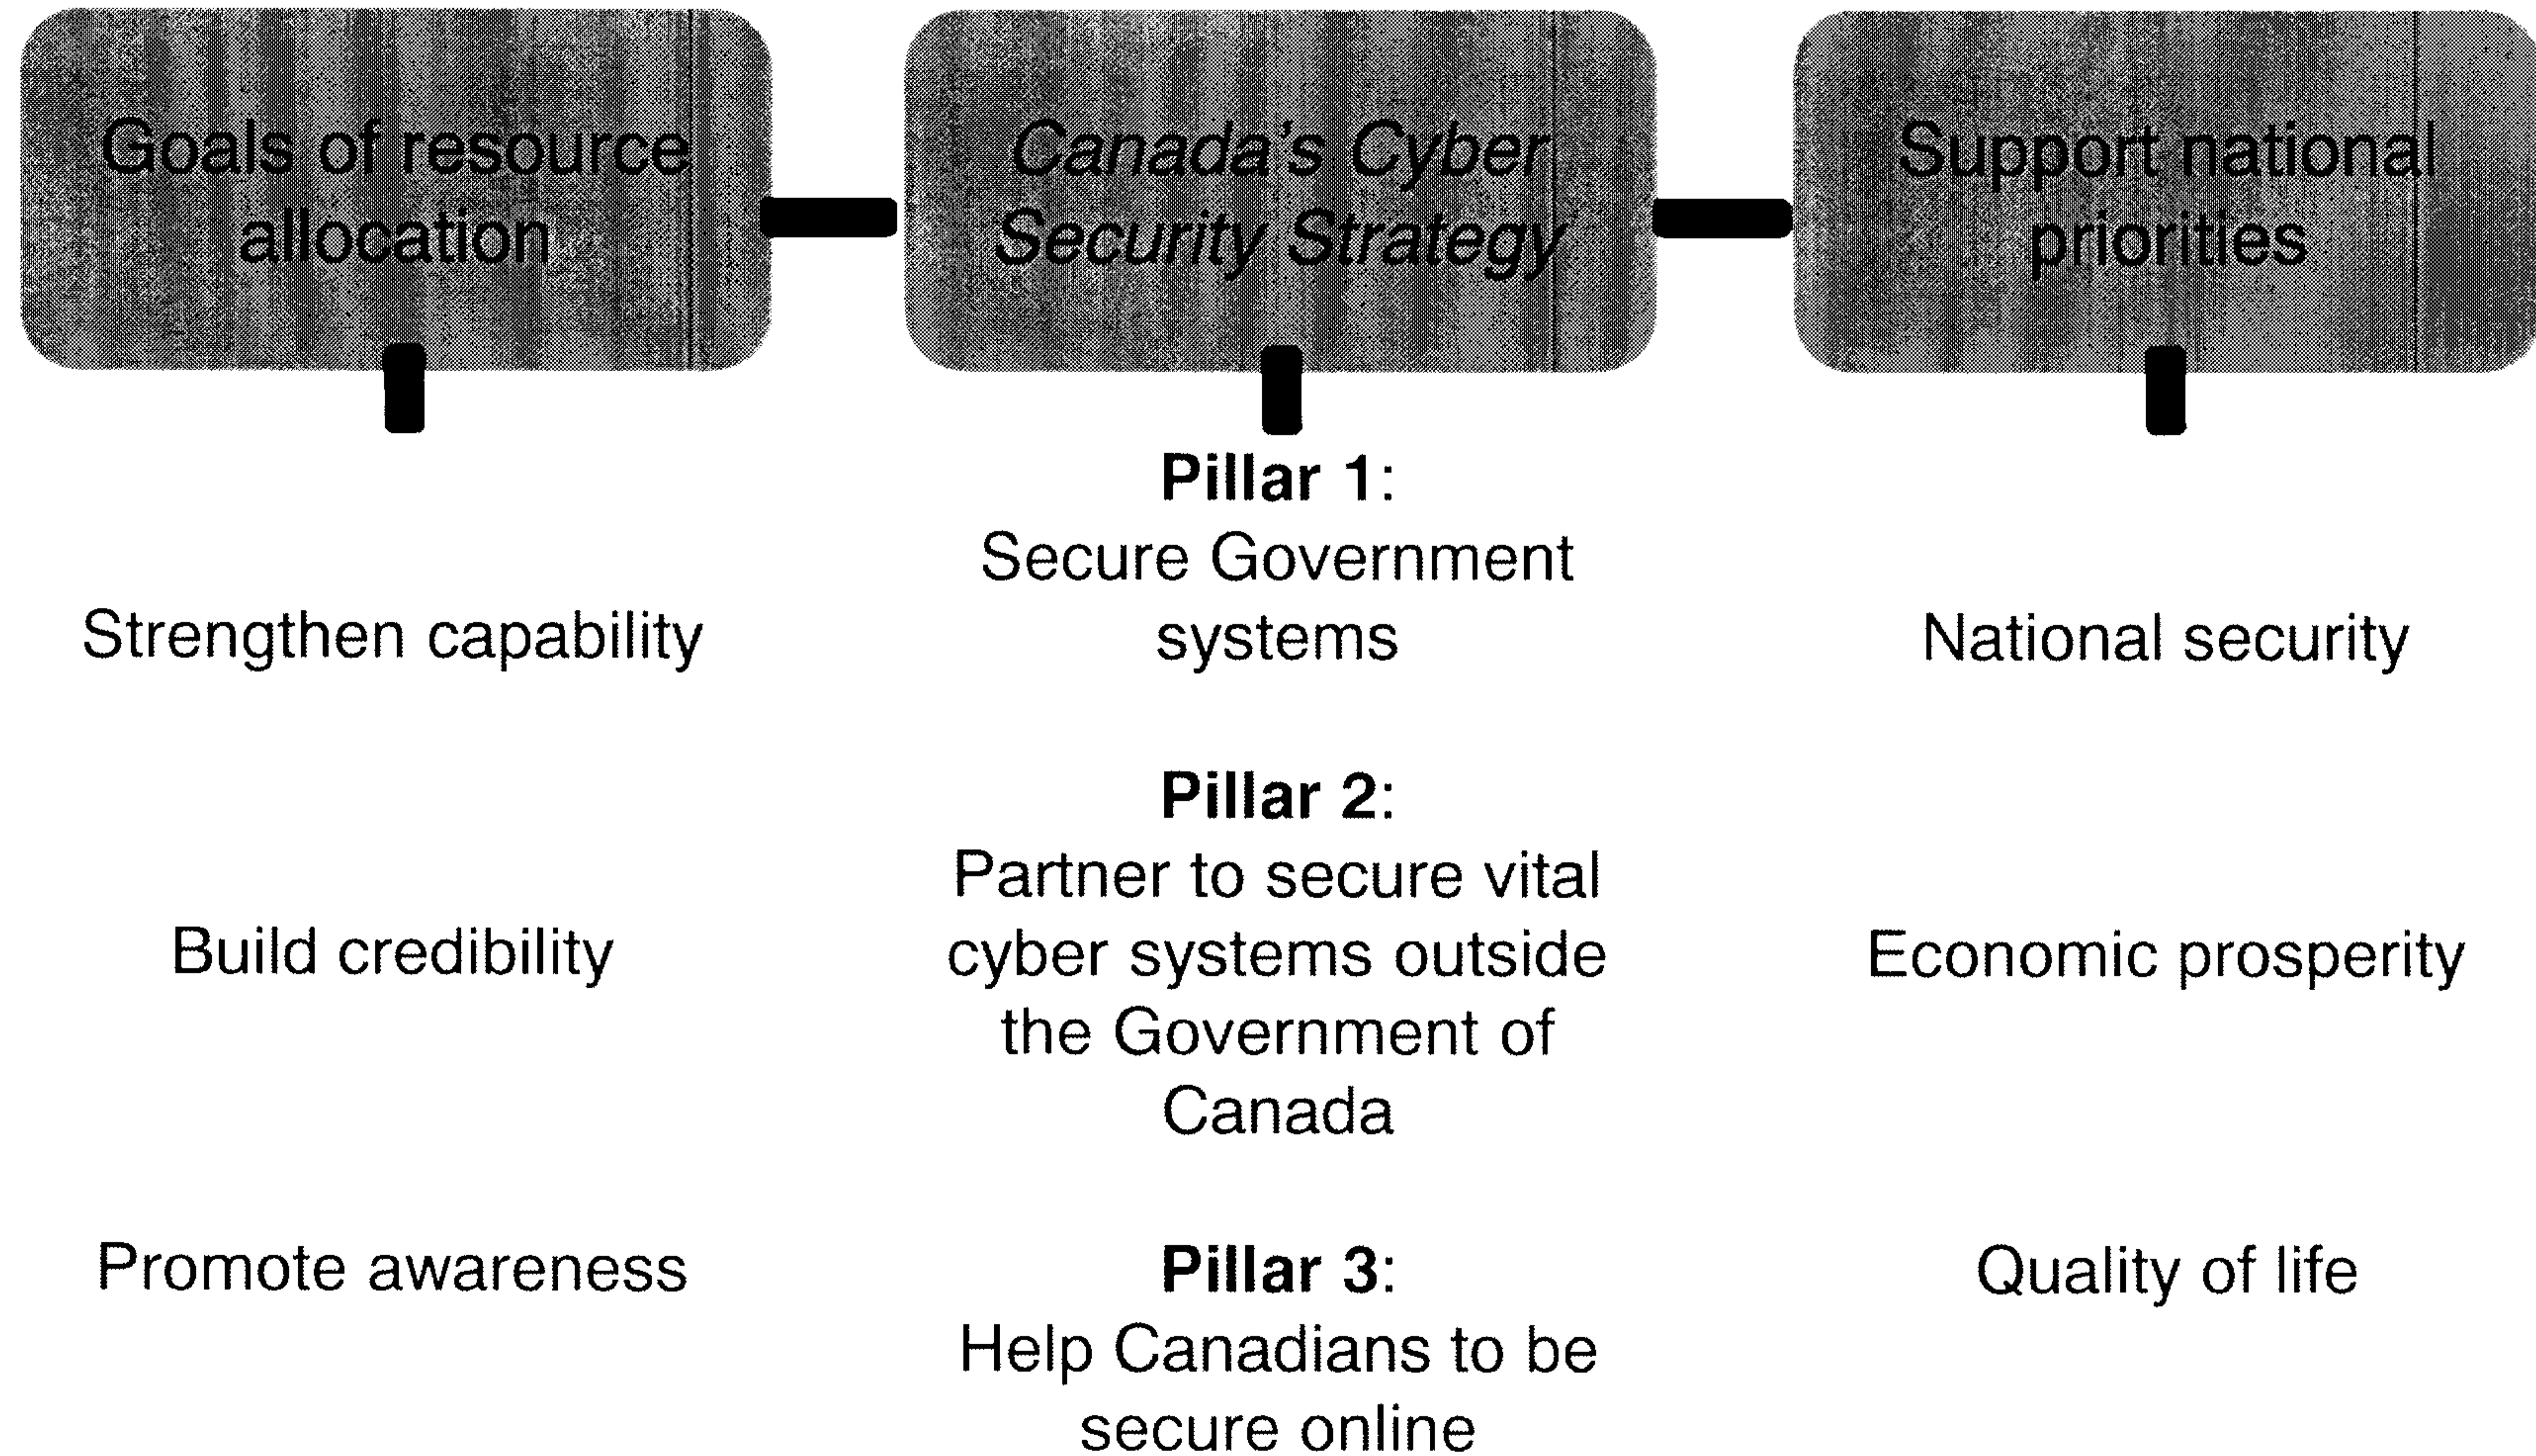 Goals of resource
allocation
Canada's Cyber
Security Strategy
Support national
priorities
Strengthen capability
Build credibility
Promote awareness
Pillar 1:
Secure Government
systems
Pillar 2:
Partner to secure vital
cyber systems outside
the Government of
Canada
Pillar 3:
Help Canadians to be
secure online
National security
Economic prosperity
Quality of life